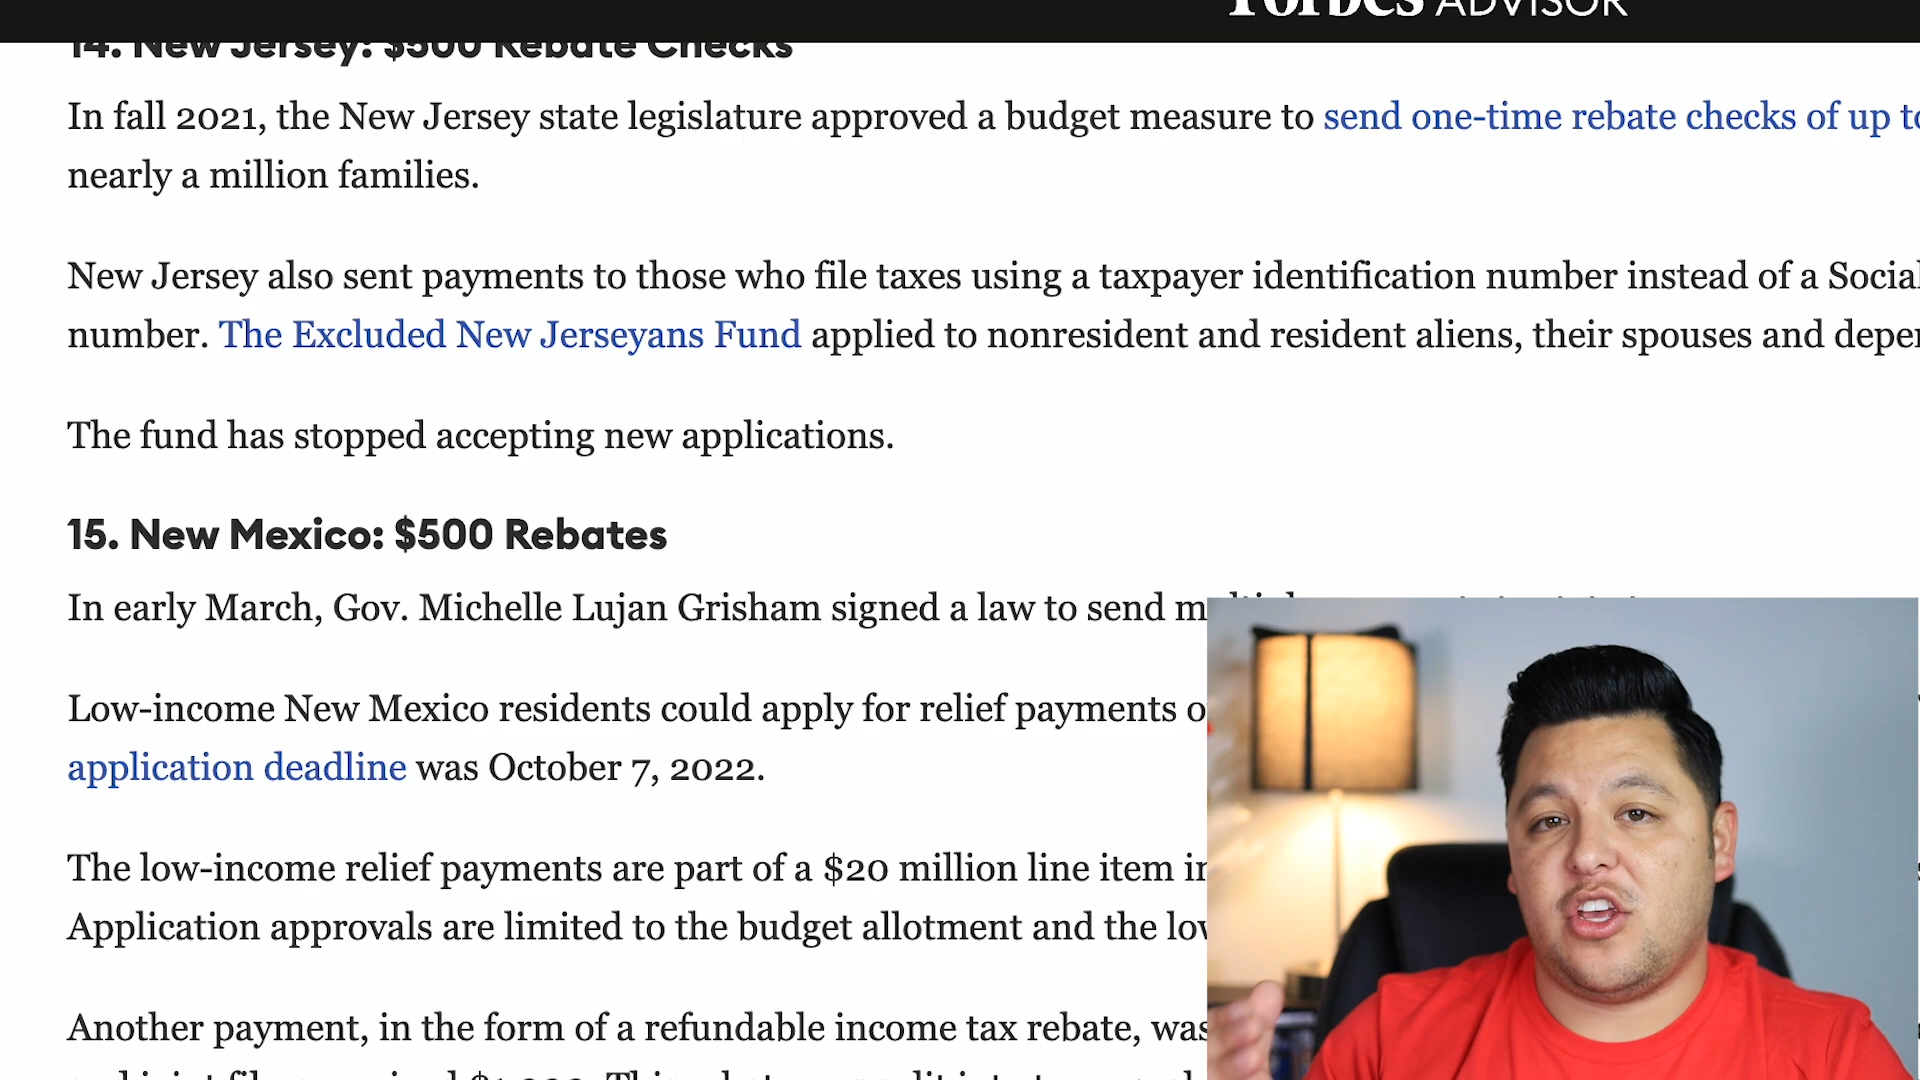 Forbes ADVISOR
14. New Jersey: $500 Rebate Checks
In fall 2021, the New Jersey state legislature approved a budget measure to send one-time rebate checks of up to
nearly a million families.
New Jersey also sent payments to those who file taxes using a taxpayer identification number instead of a Social
number. The Excluded New Jerseyans Fund applied to nonresident and resident aliens, their spouses and
The fund has stopped accepting new applications.
15. New Mexico: $500 Rebates
In early March, Gov. Michelle Lujan Grisham signed a law to send
Low-income New Mexico residents could apply for relief payments
application deadline was October 7, 2022.
The low-income relief payments are part of a $20 million line item
Application approvals are limited to the budget allotment and the
Another payment, in the form of a refundable income tax rebate, was